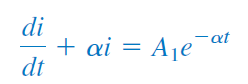 di/dt + αi = A₁e^−αt